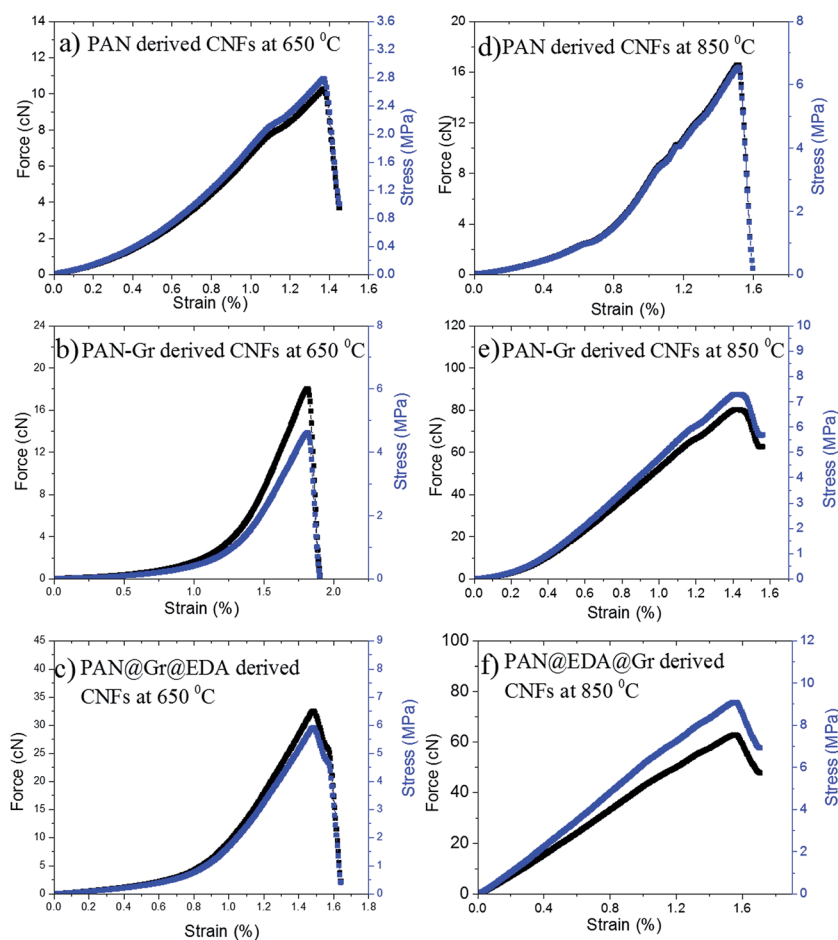 a) PAN derived CNFs at 650 ⁰C
Force (cN)
14
12
10
8
6
4
2
0
Stress (MPa)
3.6
3.2
2.8
2.4
2.0
1.6
1.2
0.8
0.4
0.0
0.0 0.2 0.4 0.6 0.8 1.0 1.2 1.4 1.6
Strain (%)
d) PAN derived CNFs at 850 ⁰C
Force (cN)
20
16
12
8
4
0
Stress (MPa)
8
6
4
2
0
0.0 0.4 0.8 1.2 1.6
Strain (%)
b) PAN-Gr derived CNFs at 650 ⁰C
Force (cN)
24
20
16
12
8
4
0
Stress (MPa)
8
6
4
2
0
0.0 0.5 1.0 1.5 2.0
Strain (%)
e) PAN-Gr derived CNFs at 850 ⁰C
Force (cN)
120
100
80
60
40
20
0
Stress (MPa)
10
9
8
7
6
5
4
3
2
1
0
0.0 0.2 0.4 0.6 0.8 1.0 1.2 1.4 1.6
Strain (%)
c) PAN@Gr@EDA derived
CNFs at 650 ⁰C
Force (cN)
45
40
35
30
25
20
15
10
5
0
Stress (MPa)
9
8
7
6
5
4
3
2
1
0
0.0 0.2 0.4 0.6 0.8 1.0 1.2 1.4 1.6 1.8
Strain (%)
f) PAN@EDA@Gr derived
CNFs at 850 ⁰C
Force (cN)
100
80
60
40
20
0
Stress (MPa)
12
10
8
6
4
2
0
0.0 0.4 0.8 1.2 1.6
Strain (%)